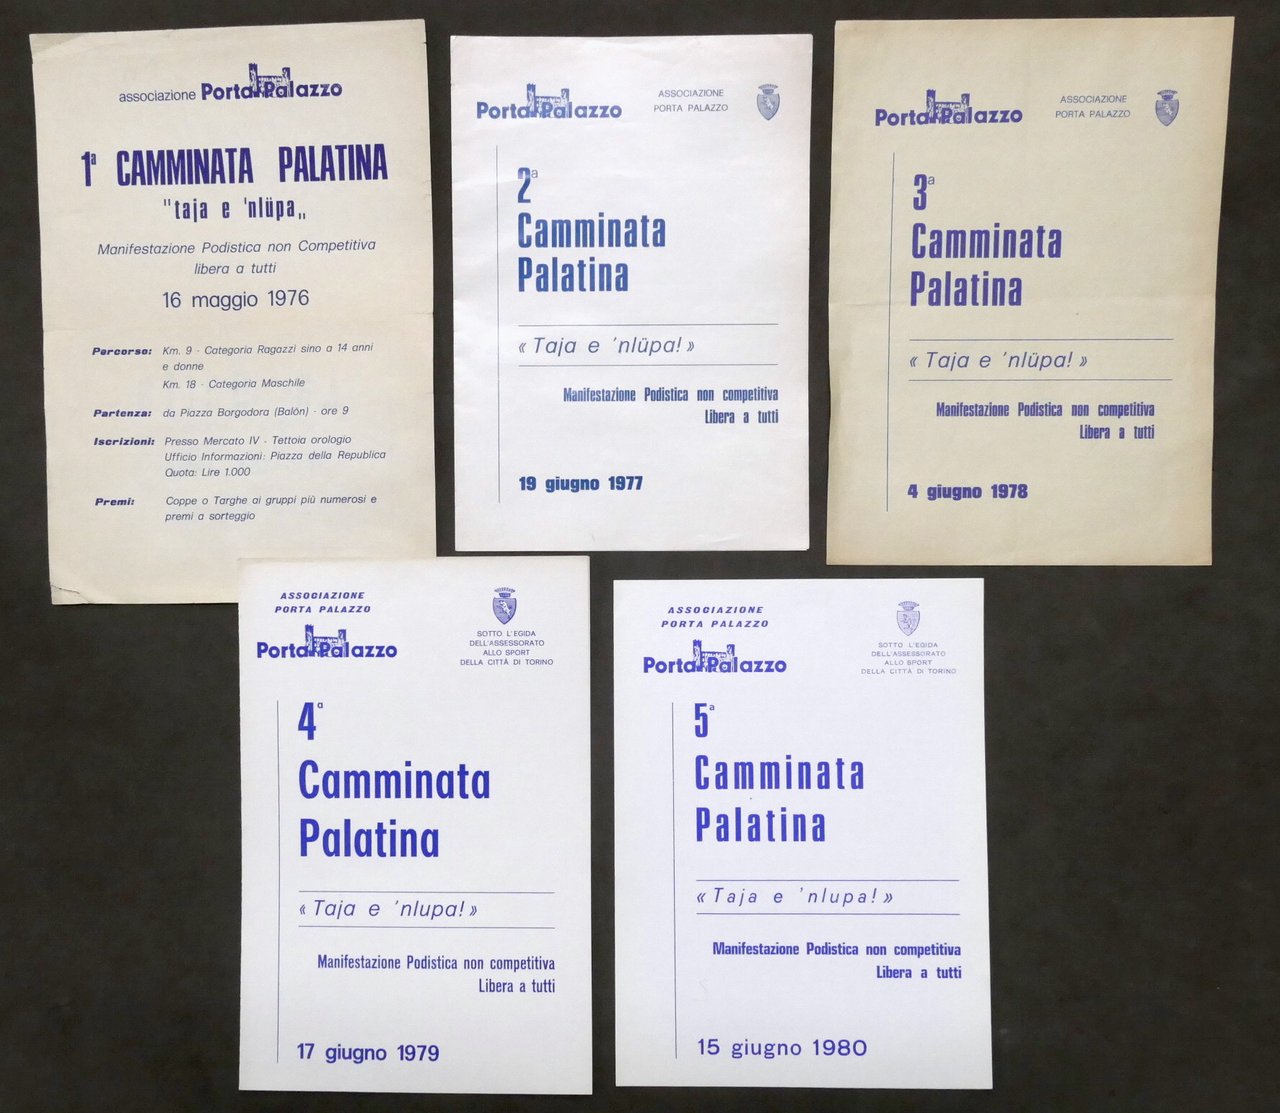 associazione Porta Palazzo
1ª CAMMINATA PALATINA
"taja e 'nlüpa„
Manifestazione Podistica non Competitiva
libera a tutti
16 maggio 1976
Percorso: Km. 9 - Categoria Ragazzi sino a 14 anni
e donne
Km. 18 - Categoria Maschile
Partenza: da Piazza Borgodora (Balôn) - ore 9
Iscrizioni: Presso Mercato IV - Tettoia orologio
Ufficio Informazioni: Piazza della Republica
Quota: Lire 1.000
Premi: Coppe o Targhe ai gruppi più numerosi e
premi a sorteggio
Porta Palazzo
ASSOCIAZIONE
PORTA PALAZZO
2ª
Camminata
Palatina
« Taja e 'nlüpa! »
Manifestazione Podistica non competitiva
Libera a tutti
19 giugno 1977
Porta Palazzo
ASSOCIAZIONE
PORTA PALAZZO
3ª
Camminata
Palatina
« Taja e 'nlüpa! »
Manifestazione Podistica non competitiva
Libera a tutti
4 giugno 1978
ASSOCIAZIONE
PORTA PALAZZO
Porta Palazzo
SOTTO L'EGIDA
DELL'ASSESSORATO
ALLO SPORT
DELLA CITTÀ DI TORINO
4ª
Camminata
Palatina
« Taja e 'nlupa! »
Manifestazione Podistica non competitiva
Libera a tutti
17 giugno 1979
ASSOCIAZIONE
PORTA PALAZZO
Porta Palazzo
SOTTO L'EGIDA
DELL'ASSESSORATO
ALLO SPORT
DELLA CITTÀ DI TORINO
5ª
Camminata
Palatina
« Taja e 'nlupa! »
Manifestazione Podistica non competitiva
Libera a tutti
15 giugno 1980